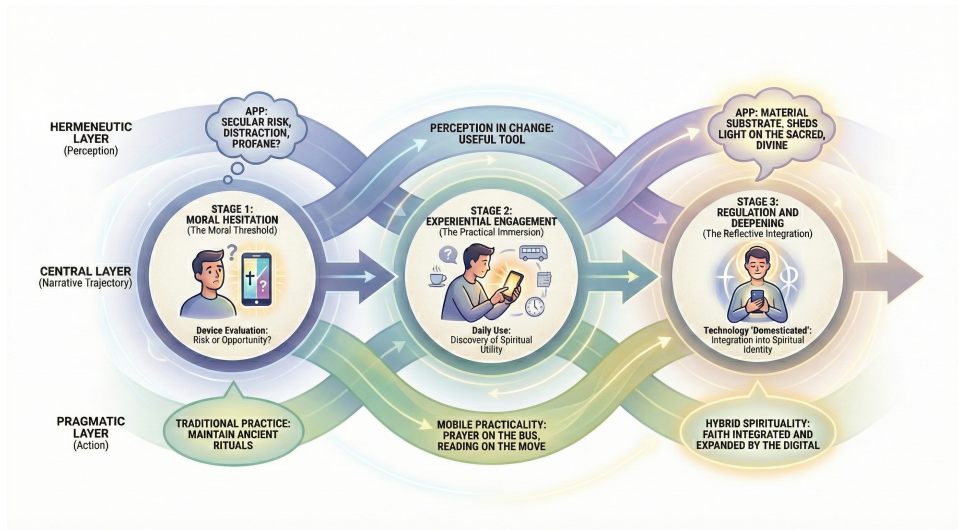 HERMENEUTIC
LAYER
(Perception)
APP:
SECULAR RISK,
DISTRACTION,
PROFANE?
PERCEPTION IN CHANGE:
USEFUL TOOL
APP: MATERIAL
SUBSTRATE, SHEDS
LIGHT ON THE SACRED,
DIVINE
CENTRAL LAYER
(Narrative Trajectory)
STAGE 1:
MORAL HESITATION
(The Moral Threshold)
?
?
Device Evaluation:
Risk or Opportunity?
STAGE 2:
EXPERIENTIAL ENGAGEMENT
(The Practical Immersion)
?
Daily Use:
Discovery of Spiritual
Utility
STAGE 3:
REGULATION AND
DEEPENING
(The Reflective Integration)
Technology 'Domesticated':
Integration into Spiritual
Identity
PRAGMATIC
LAYER
(Action)
TRADITIONAL PRACTICE:
MAINTAIN ANCIENT
RITUALS
MOBILE PRACTICALITY:
PRAYER ON THE BUS,
READING ON THE MOVE
HYBRID SPIRITUALITY:
FAITH INTEGRATED AND
EXPANDED BY THE DIGITAL